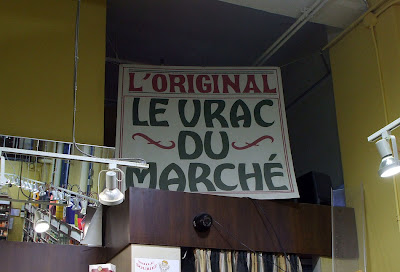 L'ORIGINAL
LE VRAC
DU
MARCHÉ